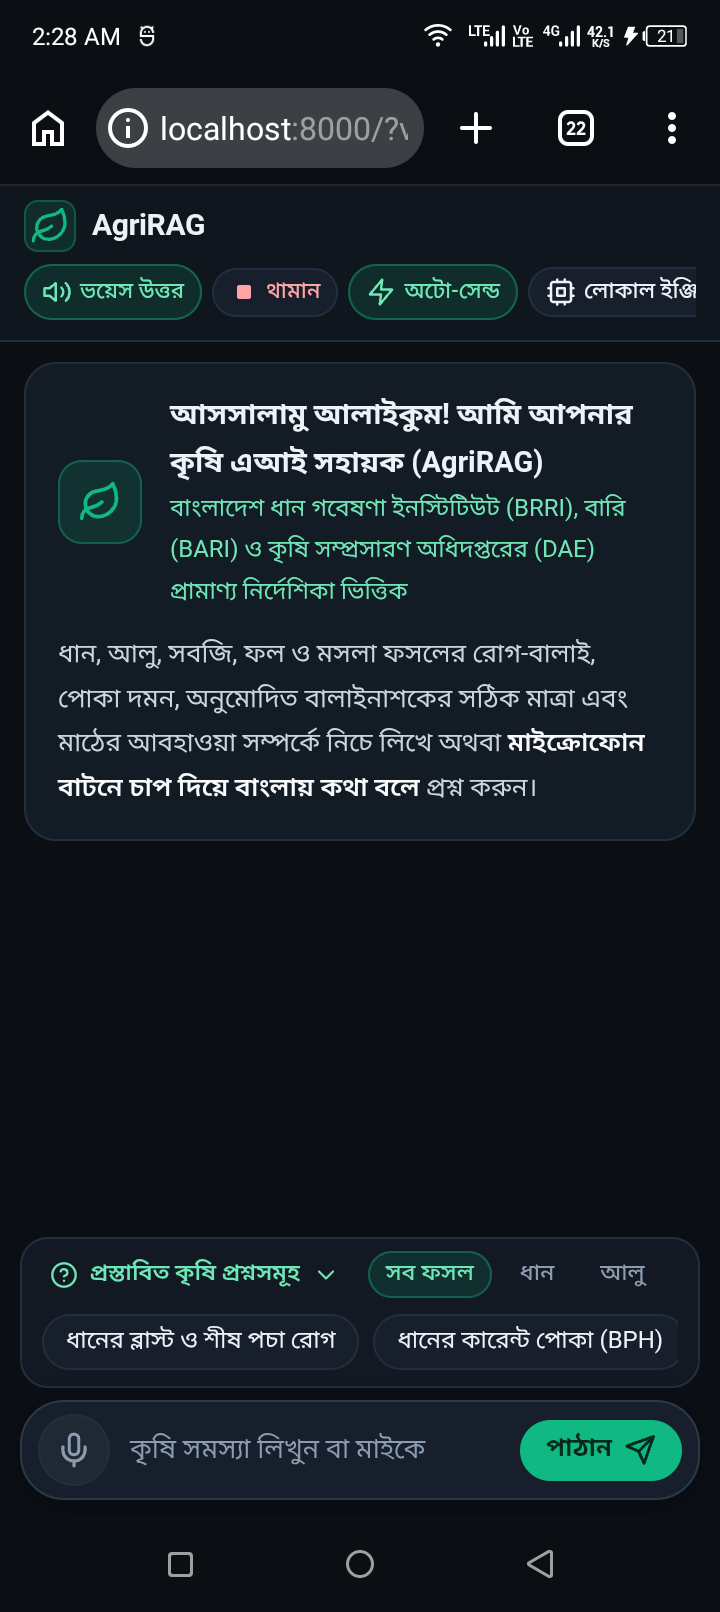 2:28 AM
LTE Vo LTE 4G 42.1 K/S 21
localhost:8000/?v
22
AgriRAG
ভয়েস উত্তর থামান অটো-সেন্ড লোকাল ইঞ্জি
আসসালামু আলাইকুম! আমি আপনার
কৃষি এআই সহায়ক (AgriRAG)
বাংলাদেশ ধান গবেষণা ইনস্টিটিউট (BRRI), বারি
(BARI) ও কৃষি সম্প্রসারণ অধিদপ্তরের (DAE)
প্রামাণ্য নির্দেশিকা ভিত্তিক
ধান, আলু, সবজি, ফল ও মসলা ফসলের রোগ-বালাই,
পোকা দমন, অনুমোদিত বালাইনাশকের সঠিক মাত্রা এবং
মাঠের আবহাওয়া সম্পর্কে নিচে লিখে অথবা মাইক্রোফোন
বাটনে চাপ দিয়ে বাংলায় কথা বলে প্রশ্ন করুন।
প্রস্তাবিত কৃষি প্রশ্নসমূহ সব ফসল ধান আলু
ধানের ব্লাস্ট ও শীষ পচা রোগ ধানের কারেন্ট পোকা (BPH)
কৃষি সমস্যা লিখুন বা মাইকে পাঠান